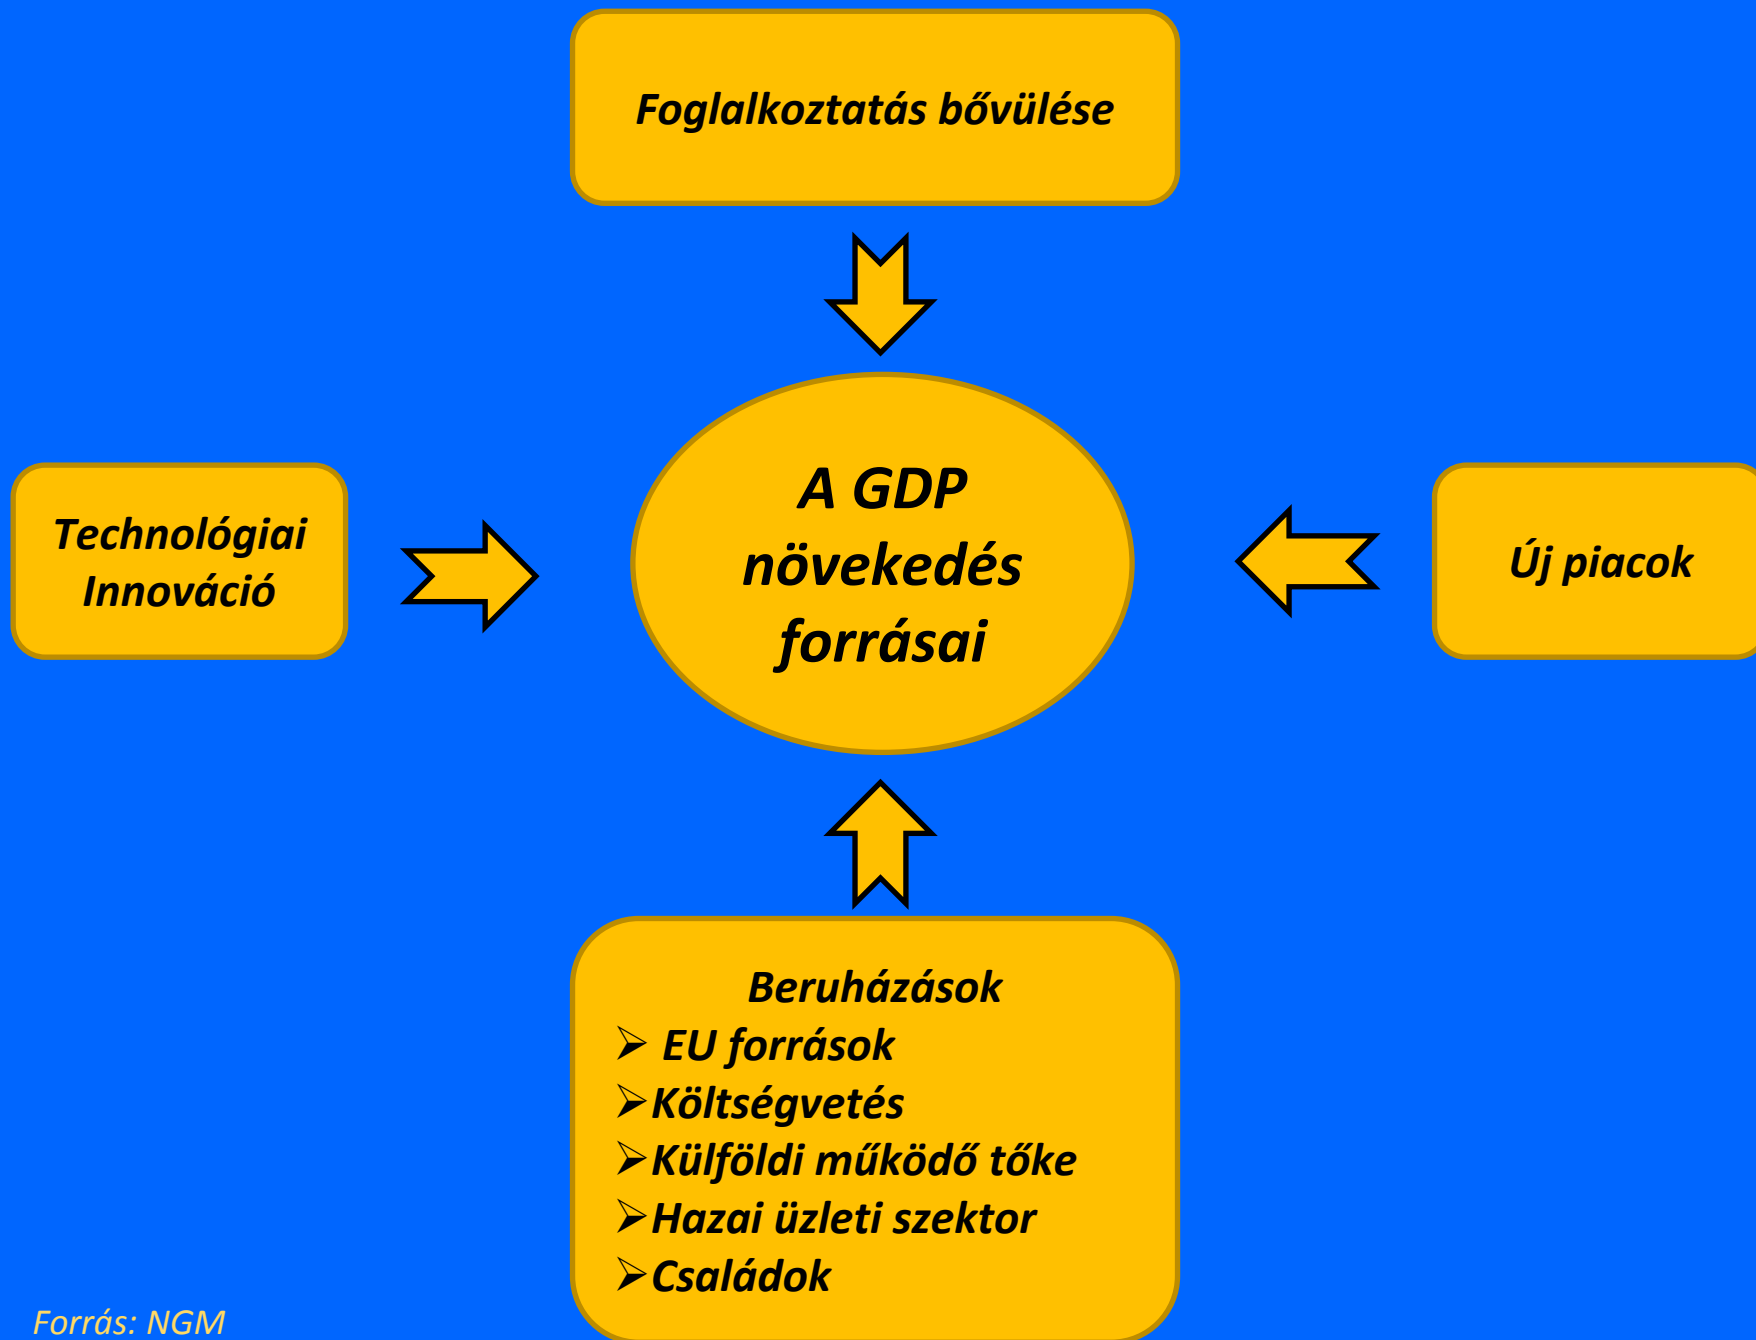 Foglalkoztatás bővülése
Technológiai
Innováció
A GDP
növekedés
forrásai
Új piacok
Beruházások
➢ EU források
➢Költségvetés
➢Külföldi működő tőke
➢Hazai üzleti szektor
➢Családok
Forrás: NGM